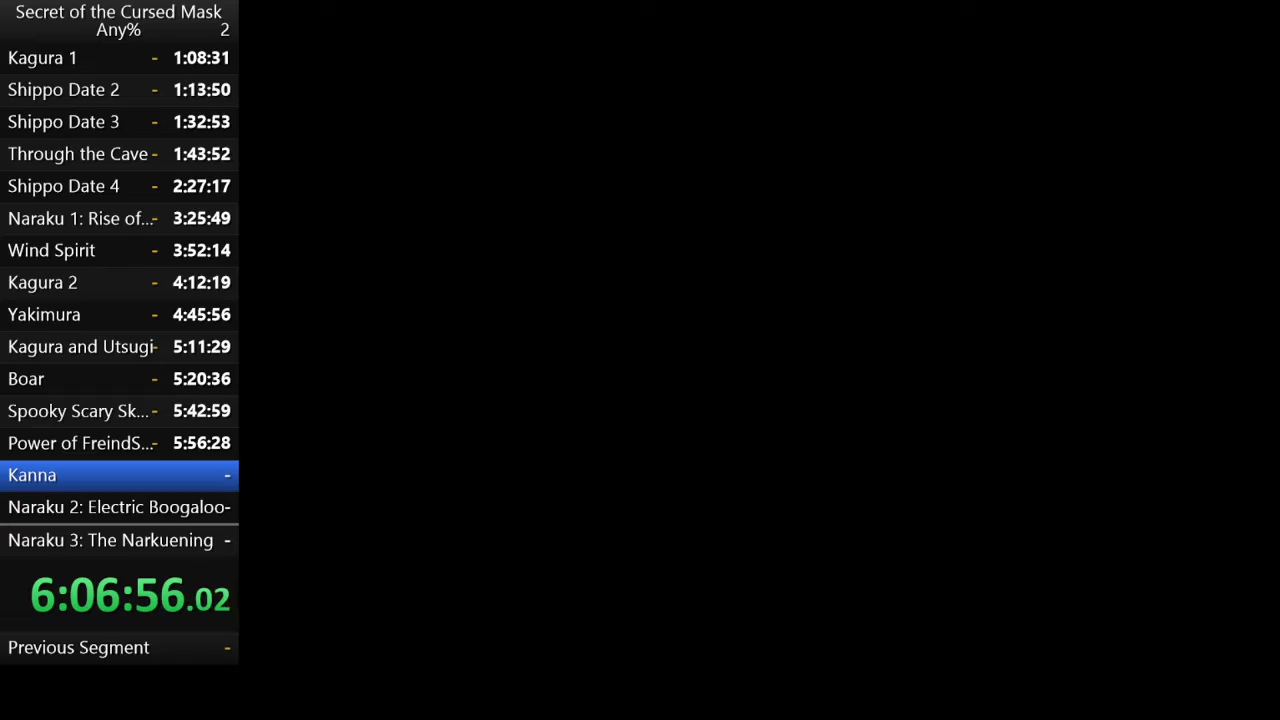 Secret of the Cursed Mask
Any% 2
Kagura 1 - 1:08:31
Shippo Date 2 - 1:13:50
Shippo Date 3 - 1:32:53
Through the Cave - 1:43:52
Shippo Date 4 - 2:27:17
Naraku 1: Rise of... - 3:25:49
Wind Spirit - 3:52:14
Kagura 2 - 4:12:19
Yakimura - 4:45:56
Kagura and Utsugi - 5:11:29
Boar - 5:20:36
Spooky Scary Sk... - 5:42:59
Power of FreindS... - 5:56:28
Kanna -
Naraku 2: Electric Boogaloo -
Naraku 3: The Narkuening -
6:06:56.02
Previous Segment -